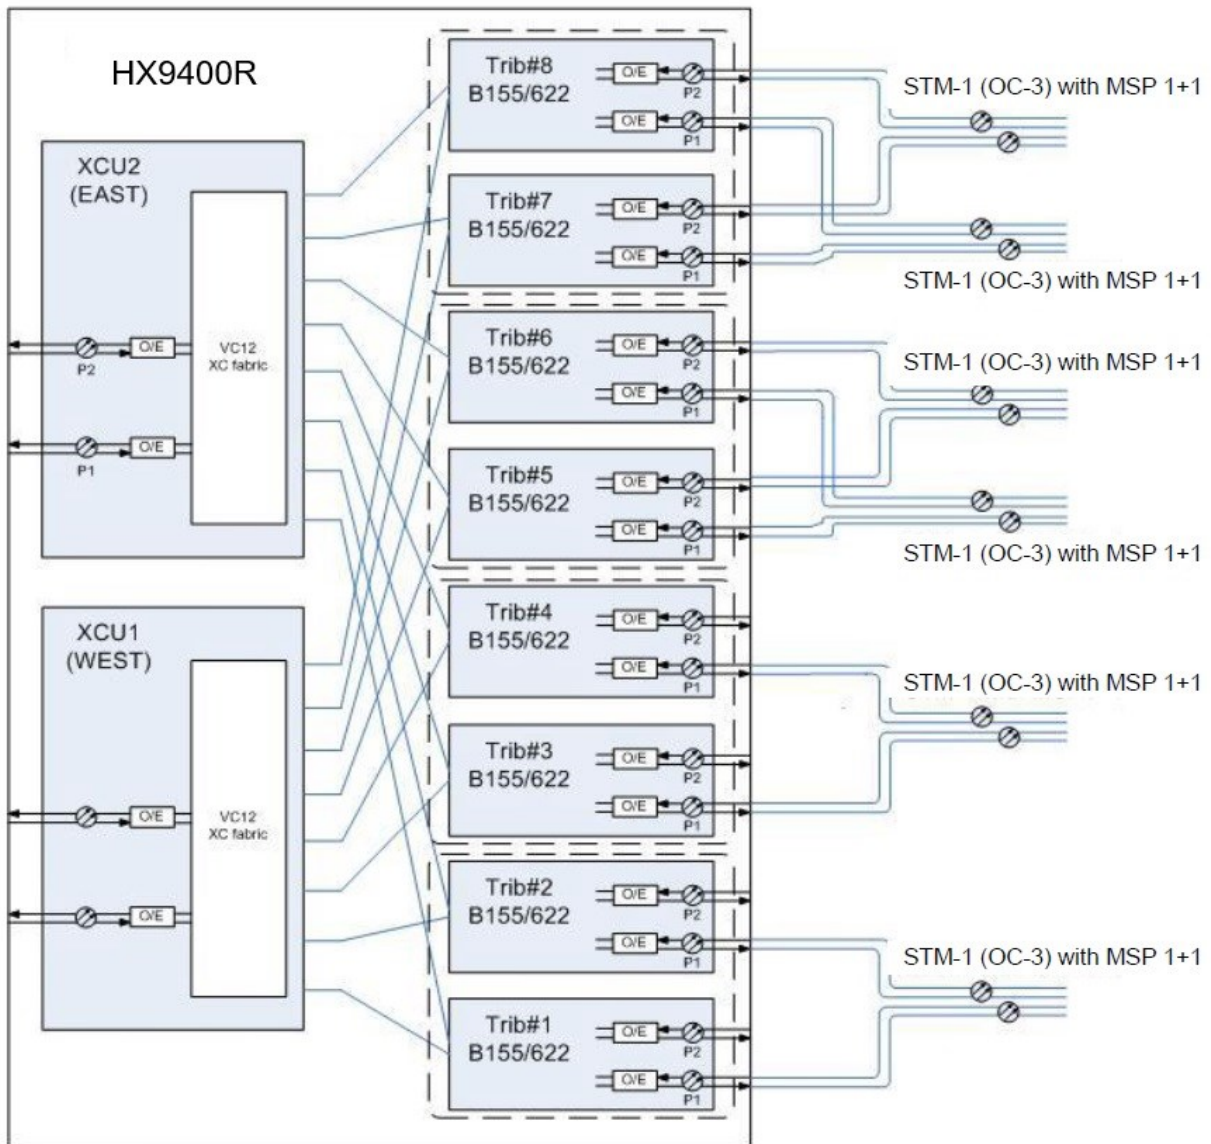 HX9400R
XCU2
(EAST)
VC12
XC fabric
O/E
P2
O/E
P1
XCU1
(WEST)
VC12
XC fabric
O/E
O/E
Trib#8
B155/622
O/E
P2
O/E
P1
Trib#7
B155/622
O/E
P2
O/E
P1
Trib#6
B155/622
O/E
P2
O/E
P1
Trib#5
B155/622
O/E
P2
O/E
P1
Trib#4
B155/622
O/E
P2
O/E
P1
Trib#3
B155/622
O/E
P2
O/E
P1
Trib#2
B155/622
O/E
P2
O/E
P1
Trib#1
B155/622
O/E
P2
O/E
P1
STM-1 (OC-3) with MSP 1+1
STM-1 (OC-3) with MSP 1+1
STM-1 (OC-3) with MSP 1+1
STM-1 (OC-3) with MSP 1+1
STM-1 (OC-3) with MSP 1+1
STM-1 (OC-3) with MSP 1+1